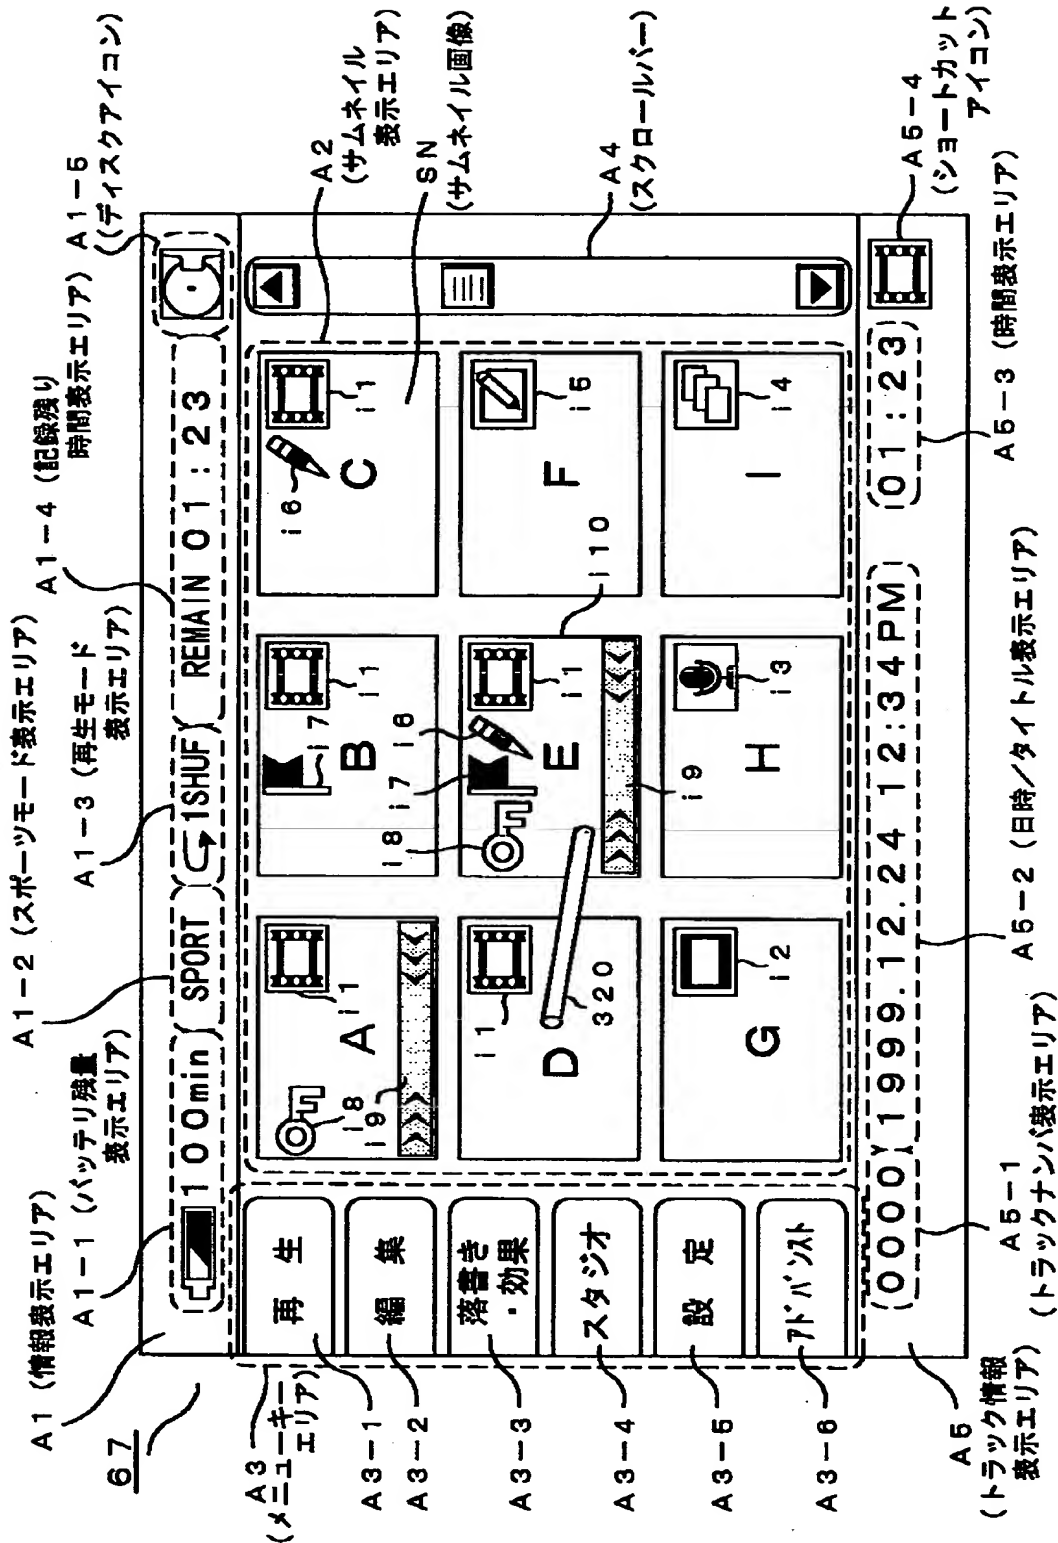 67
A1（情報表示エリア）
A1－1（バッテリ残量
表示エリア）
A1－2（スポーツモード表示エリア）
A1－3（再生モード
表示エリア）
A1－4（記録残り
時間表示エリア）
A1－5
（ディスクアイコン）
100min
SPORT
1SHUF
REMAIN 01:23
A2
（サムネイル
表示エリア）
SN
（サムネイル画像）
A4
（スクロールバー）
A3
（メニューキー
エリア）
A3－1
A3－2
A3－3
A3－4
A3－5
A3－6
再生
編集
落書き
・効果
スタジオ
設定
ｱﾄﾞﾊﾞﾝｽﾄ
A
i1
i8
i9
B
i1
i7
C
i1
i6
D
i1
320
E
i1
i6
i7
i8
i9
i10
F
i5
G
i2
H
i3
I
i4
0000
1999.12.24 12:34PM
01:23
A5
（トラック情報
表示エリア）
A5－1
（トラックナンバ表示エリア）
A5－2（日時／タイトル表示エリア）
A5－3（時間表示エリア）
A5－4
（ショートカット
アイコン）